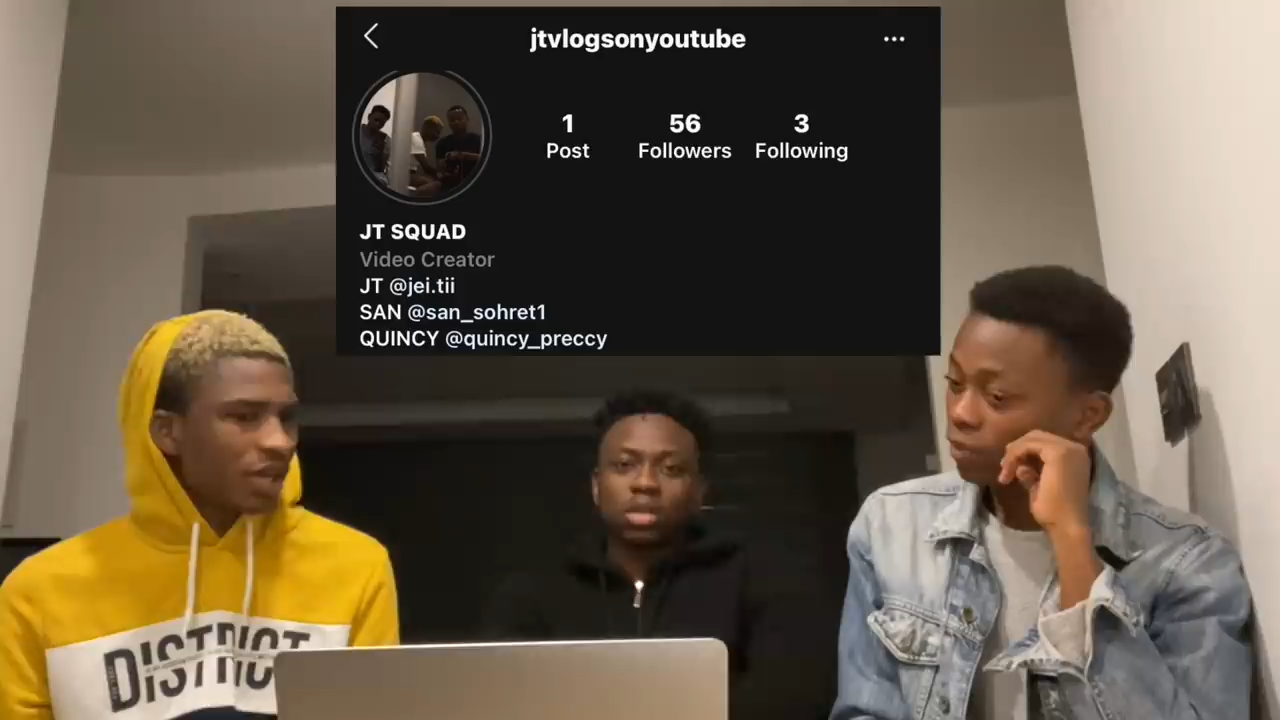 jtvlogsonyoutube
1 56 3
Post Followers Following
JT SQUAD
Video Creator
JT @jei.tii
SAN @san_sohret1
QUINCY @quincy_preccy
DISTRICT